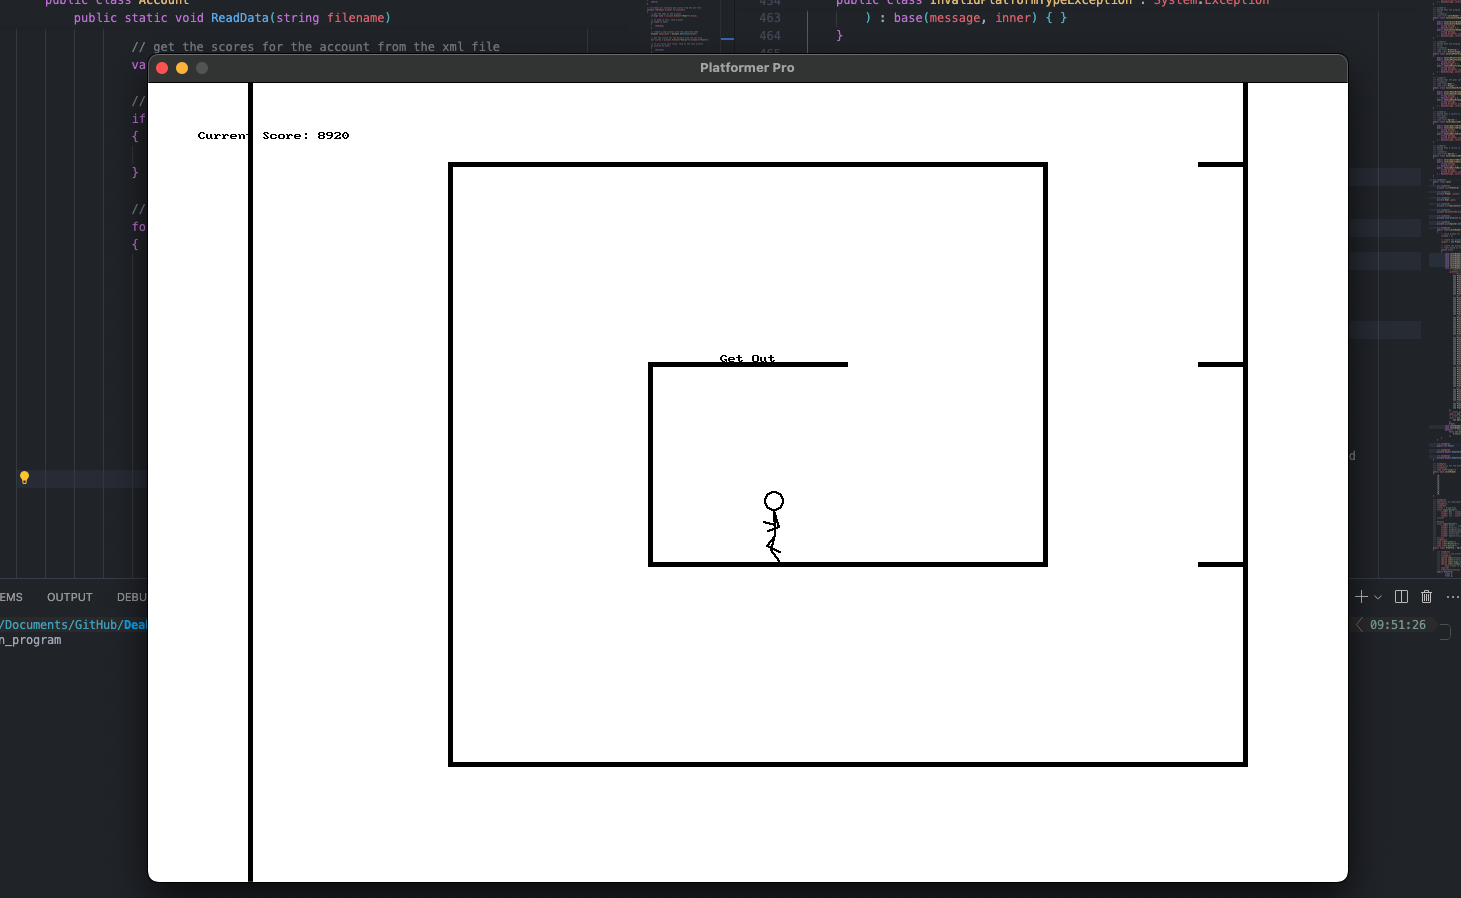 public class Account
public static void ReadData(string filename)
// get the scores for the account from the xml file
va
//
if
{
}
//
fo
{
463 ) : base(message, inner) { }
464 }
public class InvalidPlatformTypeException : System.Exception
Platformer Pro
Current Score: 8920
Get Out
d
EMS OUTPUT DEBU
/Documents/GitHub/Deal
n_program
09:51:26